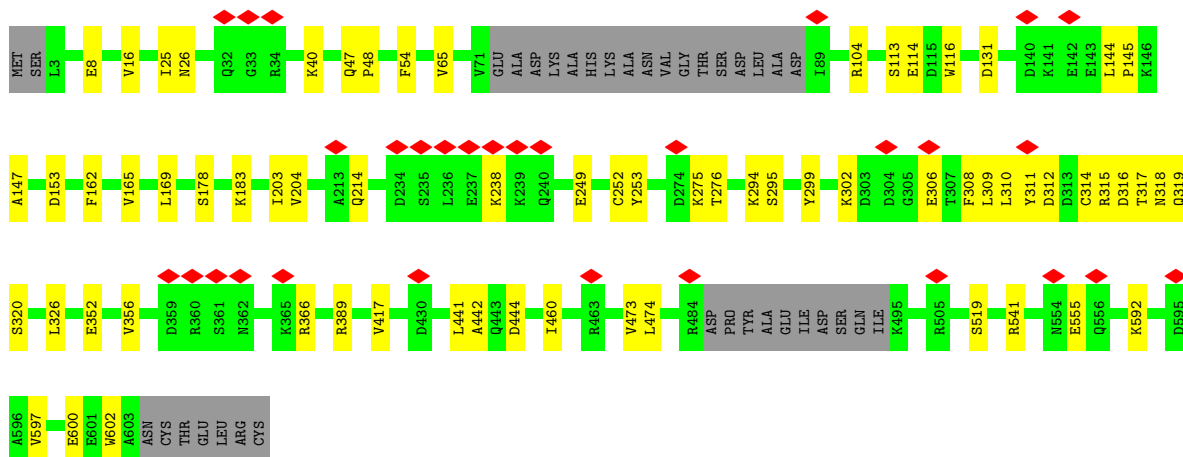 MET SER L3 E8 V16 I25 N26 Q32 G33 R34 K40 Q47 P48 F54 V65 V71 GLU ALA ASP LYS ALA HIS LYS ALA ASN VAL GLY THR SER ASP LEU ALA ASP I89 R104 S113 E114 D115 W116 D131 D140 K141 E142 E143 L144 P145 K146
A147 D153 F162 V165 L169 S178 K183 I203 V204 A213 Q214 D234 S235 L236 E237 K238 K239 Q240 E249 C252 Y253 D274 K275 T276 K294 S295 Y299 K302 D303 D304 G305 E306 T307 F308 L309 L310 Y311 D312 D313 C314 R315 D316 T317 N318 Q319
S320 L326 E352 V356 D359 R360 S361 N362 K365 R366 R389 V417 D430 L441 A442 Q443 D444 I460 R463 V473 L474 R484 ASP PRO TYR ALA GLU ILE ASP SER GLN ILE K495 R505 S519 R541 N554 E555 Q556 K592 D595
A596 V597 E600 E601 W602 A603 ASN CYS THR GLU LEU ARG CYS